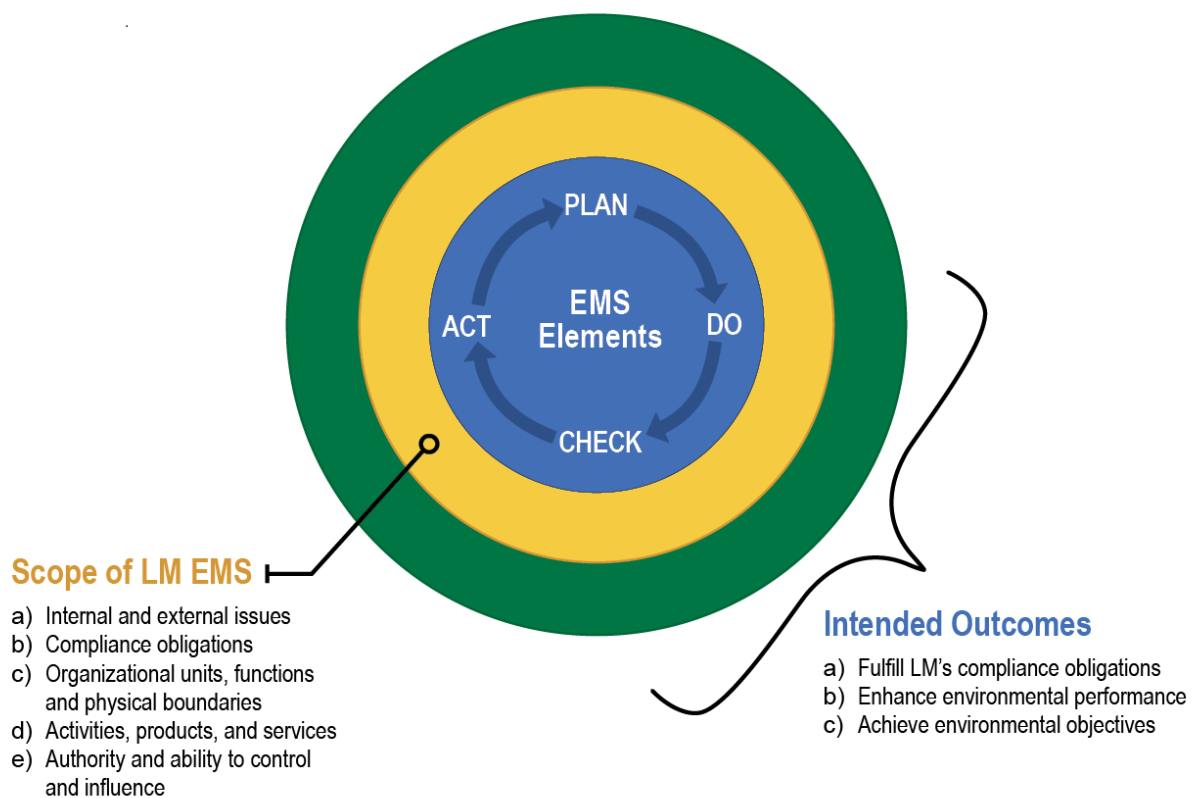 PLAN
EMS
Elements
ACT
DO
CHECK
Scope of LM EMS
a) Internal and external issues
b) Compliance obligations
c) Organizational units, functions
and physical boundaries
d) Activities, products, and services
e) Authority and ability to control
and influence
Intended Outcomes
a) Fulfill LM’s compliance obligations
b) Enhance environmental performance
c) Achieve environmental objectives